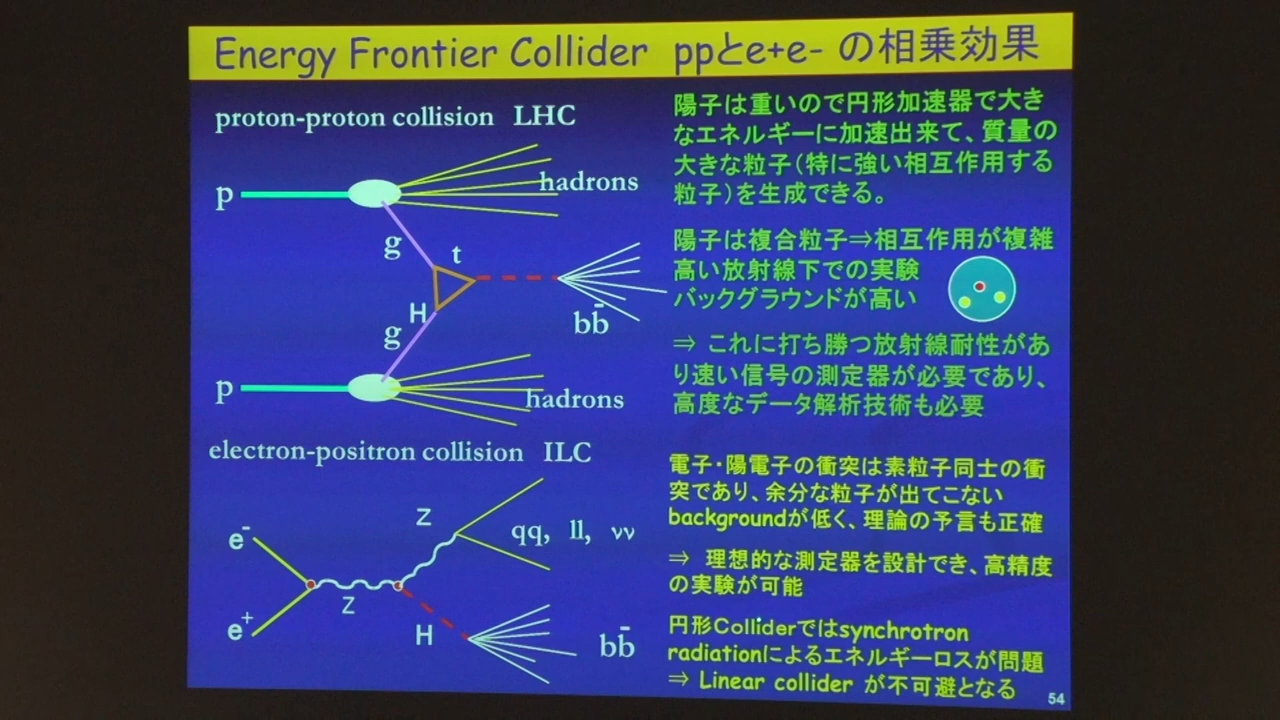 Energy Frontier Collider ppとe+e- の相乗効果
proton-proton collision LHC
p
hadrons
g
t
H
g
bb̄
p
hadrons
陽子は重いので円形加速器で大き
なエネルギーに加速出来て、質量の
大きな粒子(特に強い相互作用する
粒子)を生成できる。
陽子は複合粒子⇒相互作用が複雑
高い放射線下での実験
バックグラウンドが高い
⇒ これに打ち勝つ放射線耐性があ
り速い信号の測定器が必要であり、
高度なデータ解析技術も必要
electron-positron collision ILC
e-
e+
Z
Z
qq, ll, νν
H
bb̄
電子・陽電子の衝突は素粒子同士の衝
突であり、余分な粒子が出てこない
backgroundが低く、理論の予言も正確
⇒ 理想的な測定器を設計でき、高精度
の実験が可能
円形Colliderではsynchrotron
radiationによるエネルギーロスが問題
⇒ Linear collider が不可避となる
54